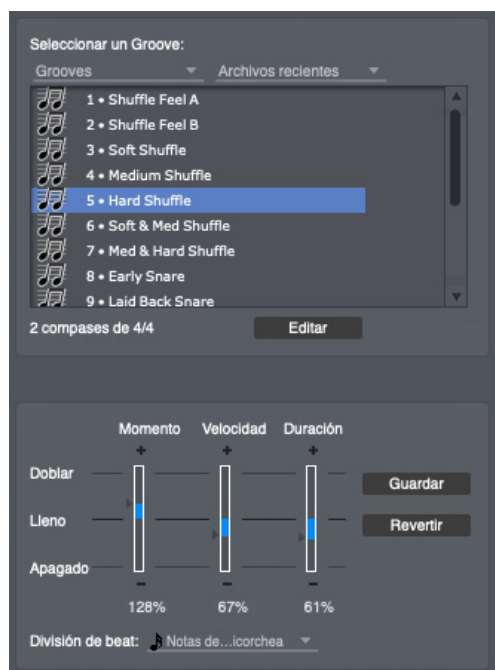 Seleccionar un Groove:
Grooves Archivos recientes
1 • Shuffle Feel A
2 • Shuffle Feel B
3 • Soft Shuffle
4 • Medium Shuffle
5 • Hard Shuffle
6 • Soft & Med Shuffle
7 • Med & Hard Shuffle
8 • Early Snare
9 • Laid Back Snare
2 compases de 4/4 Editar
Momento Velocidad Duración
+ + +
Doblar
Guardar
Lleno
Revertir
Apagado
– – –
128% 67% 61%
División de beat: Notas de...icorchea